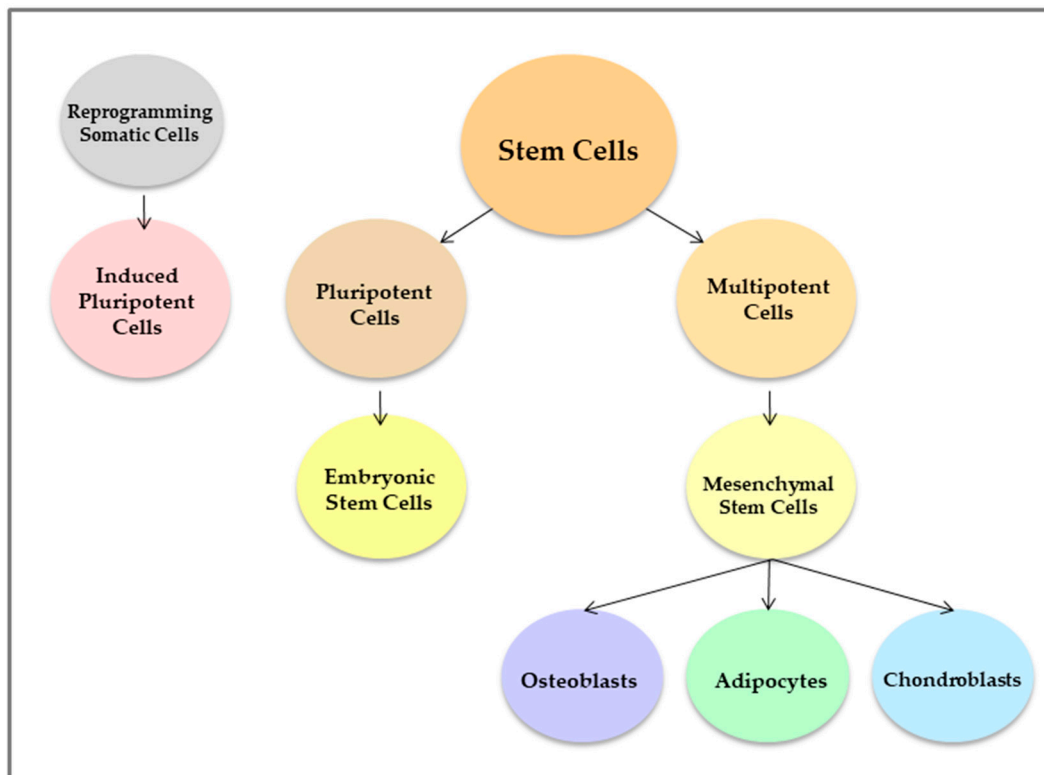 Reprogramming
Somatic Cells
Stem Cells
Induced
Pluripotent
Cells
Pluripotent
Cells
Multipotent
Cells
Embryonic
Stem Cells
Mesenchymal
Stem Cells
Osteoblasts
Adipocytes
Chondroblasts